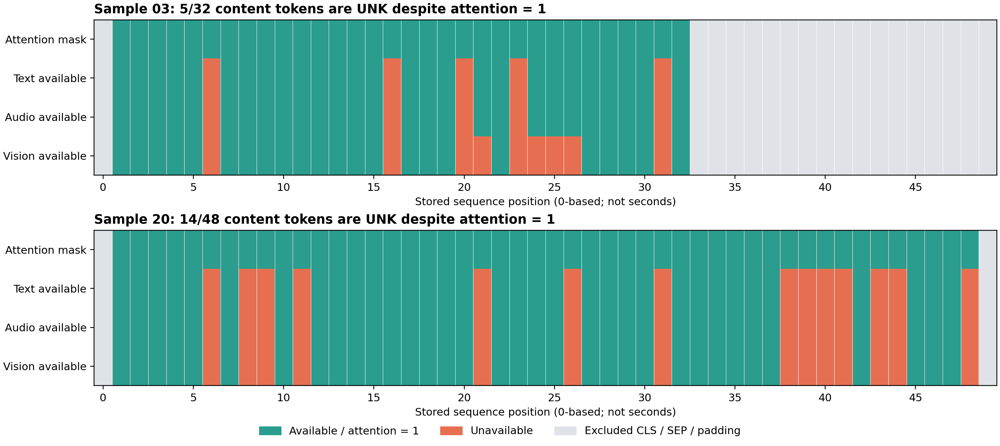 Sample 03: 5/32 content tokens are UNK despite attention = 1
Attention mask
Text available
Audio available
Vision available
0 5 10 15 20 25 30 35 40 45
Stored sequence position (0-based; not seconds)
Sample 20: 14/48 content tokens are UNK despite attention = 1
Attention mask
Text available
Audio available
Vision available
0 5 10 15 20 25 30 35 40 45
Stored sequence position (0-based; not seconds)
Available / attention = 1 Unavailable Excluded CLS / SEP / padding